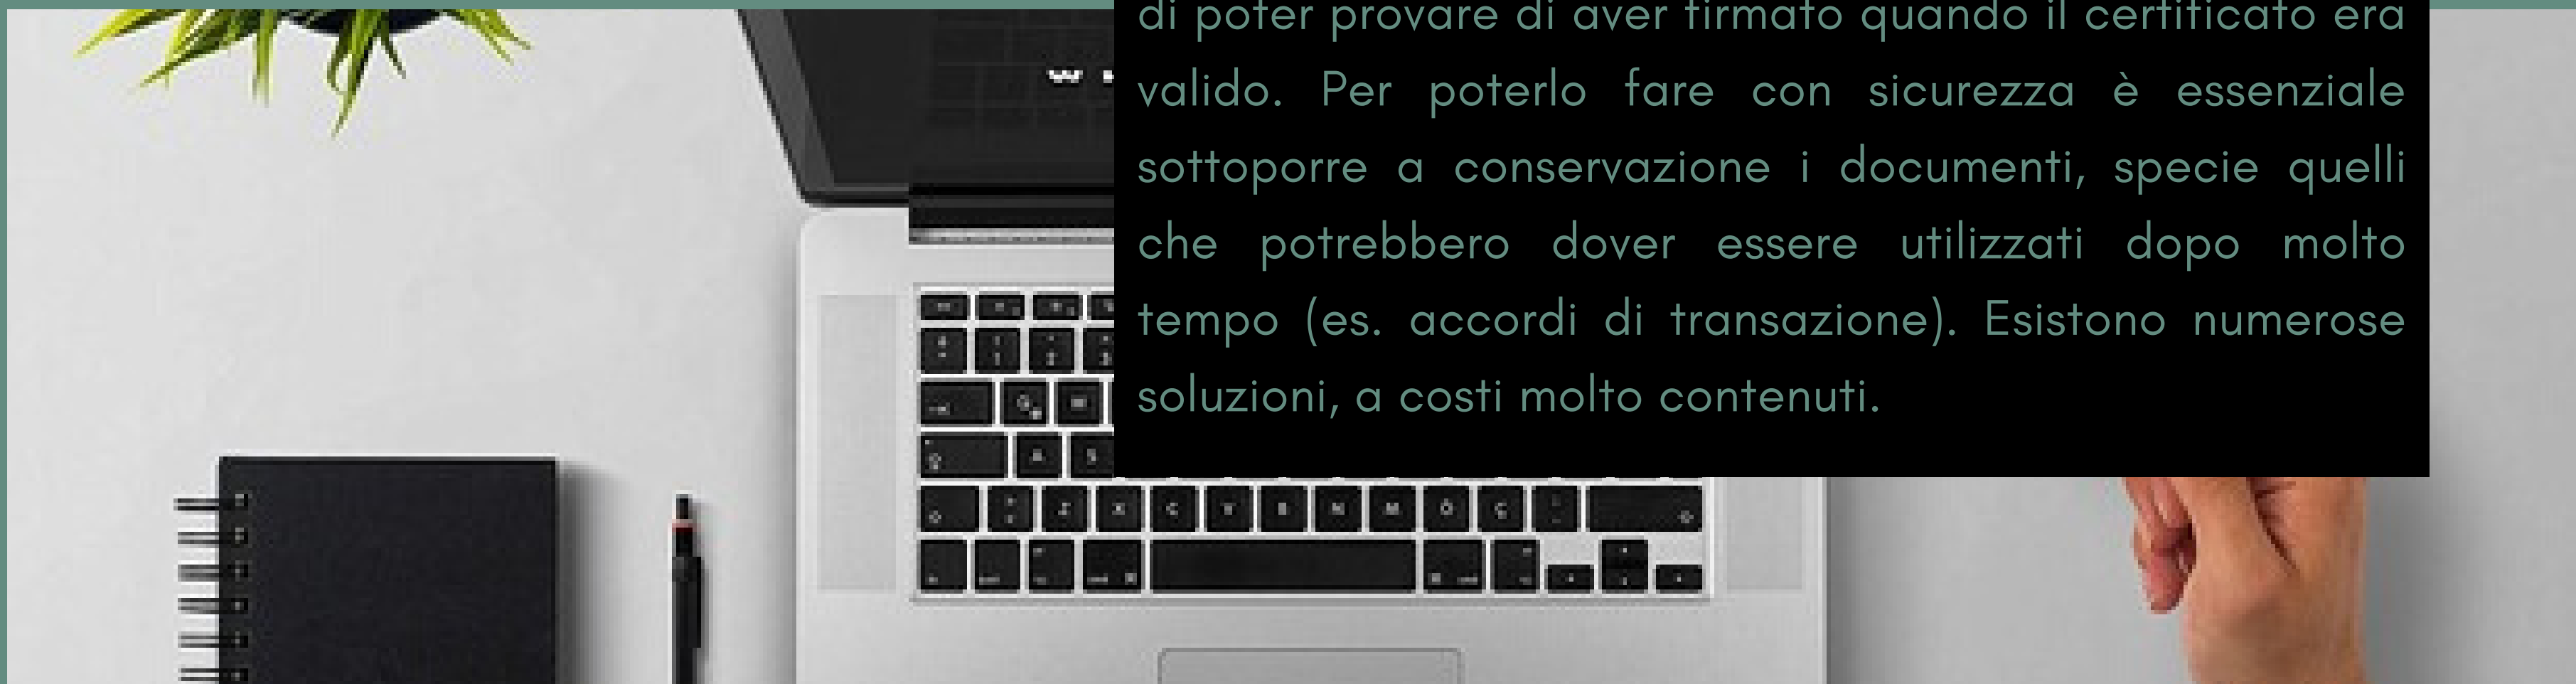 di poter provare di aver firmato quando il certificato era
valido. Per poterlo fare con sicurezza è essenziale
sottoporre a conservazione i documenti, specie quelli
che potrebbero dover essere utilizzati dopo molto
tempo (es. accordi di transazione). Esistono numerose
soluzioni, a costi molto contenuti.
W
Q W
A S
Z X C V B N M Ö Ç